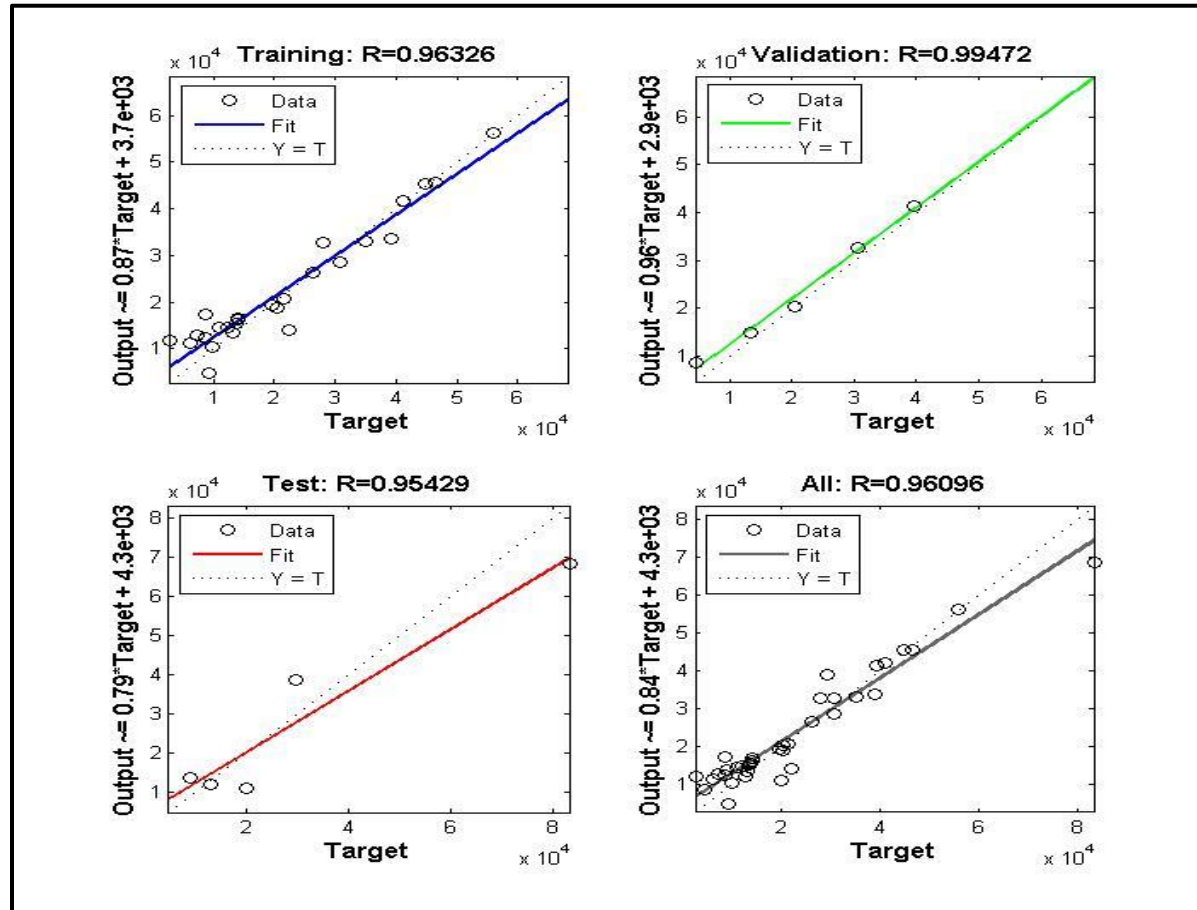 x 10^4
Training: R=0.96326
Output ~= 0.87*Target + 3.7e+03
6
5
4
3
2
1
Data
Fit
Y = T
1 2 3 4 5 6
Target
x 10^4
x 10^4
Validation: R=0.99472
Output ~= 0.96*Target + 2.9e+03
6
5
4
3
2
1
Data
Fit
Y = T
1 2 3 4 5 6
Target
x 10^4
x 10^4
Test: R=0.95429
Output ~= 0.79*Target + 4.3e+03
8
7
6
5
4
3
2
1
Data
Fit
Y = T
2 4 6 8
Target
x 10^4
x 10^4
All: R=0.96096
Output ~= 0.84*Target + 4.3e+03
8
7
6
5
4
3
2
1
Data
Fit
Y = T
2 4 6 8
Target
x 10^4